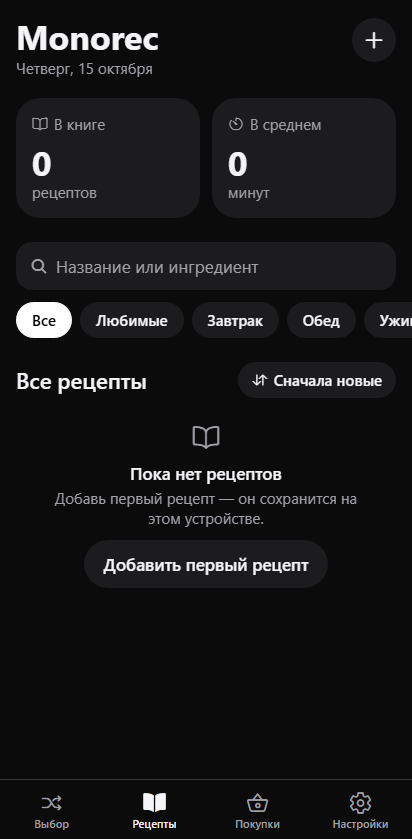 Monorec
Четверг, 15 октября
В книге
0
рецептов
В среднем
0
минут
Название или ингредиент
Все
Любимые
Завтрак
Обед
Ужи
Все рецепты
Сначала новые
Пока нет рецептов
Добавь первый рецепт — он сохранится на
этом устройстве.
Добавить первый рецепт
Выбор
Рецепты
Покупки
Настройки